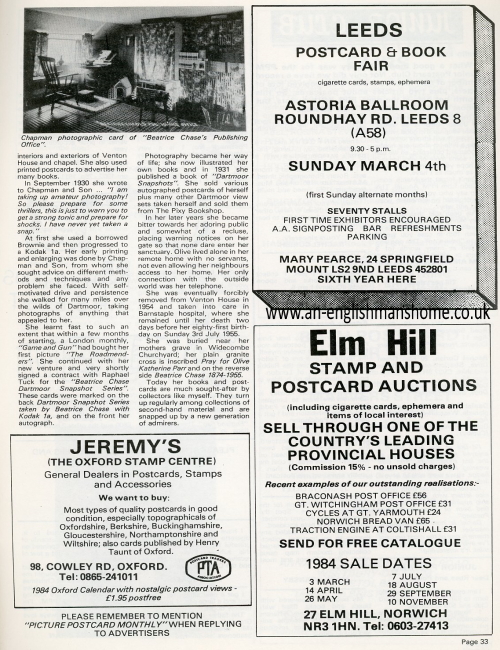 Chapman photographic card of "Beatrice Chase's Publishing
Office".
interiors and exteriors of Venton
House and chapel. She also used
printed postcards to advertise her
many books.
In September 1930 she wrote
to Chapman and Son ... "I am
taking up amateur photography!
So please prepare for some
thrillers, this is just to warn you to
get a strong tonic and prepare for
shocks. I have never yet taken a
snap."
At first she used a borrowed
Brownie and then progressed to
a Kodak 1a. Her early printing
and enlarging was done by Chap-
man and Son, from whom she
sought advice on different meth-
ods and techniques and any
problem she faced. With self-
motivated drive and persistence
she walked for many miles over
the wilds of Dartmoor, taking
photographs of anything that
appealed to her.
She learnt fast to such an
extent that within a few months
of starting, a London monthly,
"Game and Gun" had bought her
first picture "The Roadmend-
ers". She continued with her
new venture and very shortly
signed a contract with Raphael
Tuck for the "Beatrice Chase
Dartmoor Snapshot Series".
These cards were marked on the
back Dartmoor Snapshot Series
taken by Beatrice Chase with
Kodak 1a, and on the front her
autograph.
Photography became her way
of life; she now illustrated her
own books and in 1931 she
published a book of "Dartmoor
Snapshots". She sold various
autographed postcards of herself
plus many other Dartmoor view
sets taken herself and sold them
from The Pixy Bookshop.
In her later years she became
bitter towards her adoring public
and somewhat of a recluse,
placing warning notices on her
gate so that none dare enter her
sanctuary. Olive lived alone in her
remote home with no servants,
not even allowing her neighbours
access to her home. Her only
connection with the outside
world was her telephone.
She was eventually forcibly
removed from Venton House in
1954 and taken into care in
Barnstaple hospital, where she
remained until her death two
days before her eighty-first birth-
day on Sunday 3rd July 1955.
She was buried near her
mothers grave in Widecombe
Churchyard; her plain granite
cross is inscribed Pray for Olive
Katherine Parr and on the reverse
side Beatrice Chase 1874-1955.
Today her books and post-
cards are much sought-after by
collectors like myself. They turn
up regularly among collections of
second-hand material and are
snapped up by a new generation
of admirers.
LEEDS
POSTCARD & BOOK
FAIR
cigarette cards, stamps, ephemera
ASTORIA BALLROOM
ROUNDHAY RD. LEEDS 8
(A58)
9.30 - 5 p.m.
SUNDAY MARCH 4th
(first Sunday alternate months)
SEVENTY STALLS
FIRST TIME EXHIBITORS ENCOURAGED
A.A. SIGNPOSTING BAR REFRESHMENTS
PARKING
MARY PEARCE, 24 SPRINGFIELD
MOUNT LS2 9ND LEEDS 452801
SIXTH YEAR HERE
www.an-englishmanshome.co.uk
Elm Hill
STAMP AND
POSTCARD AUCTIONS
(including cigarette cards, ephemera and
items of local interest)
SELL THROUGH ONE OF THE
COUNTRY'S LEADING
PROVINCIAL HOUSES
(Commission 15% - no unsold charges)
Recent examples of our outstanding realisations:-
BRACONASH POST OFFICE £56
GT. WITCHINGHAM POST OFFICE £31
CYCLES AT GT. YARMOUTH £24
NORWICH BREAD VAN £65
TRACTION ENGINE AT COLTISHALL £31
SEND FOR FREE CATALOGUE
1984 SALE DATES
3 MARCH
14 APRIL
26 MAY
7 JULY
18 AUGUST
29 SEPTEMBER
10 NOVEMBER
27 ELM HILL, NORWICH
NR3 1HN. Tel: 0603-27413
JEREMY'S
(THE OXFORD STAMP CENTRE)
General Dealers in Postcards, Stamps
and Accessories
We want to buy:
Most types of quality postcards in good
condition, especially topographicals of
Oxfordshire, Berkshire, Buckinghamshire,
Gloucestershire, Northamptonshire and
Wiltshire; also cards published by Henry
Taunt of Oxford.
98, COWLEY RD, OXFORD.
Tel: 0865-241011
PTA
1984 Oxford Calendar with nostalgic postcard views -
£1.95 postfree
PLEASE REMEMBER TO MENTION
"PICTURE POSTCARD MONTHLY" WHEN REPLYING
TO ADVERTISERS
Page 33